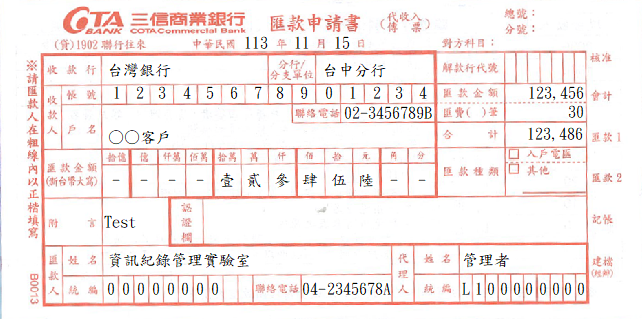 COTA BANK 三信商業銀行 COTA Commercial Bank
匯款申請書 (代收入傳票)
總號：
分號：
(貸)1902 聯行往來 中華民國 113 年 11 月 15 日 對方科目：
※請匯款人在粗線內以正楷填寫
收款行 台灣銀行 分行/分支單位 台中分行
收款人
帳號 1 2 3 4 5 6 7 8 9 0 1 2 3 4
聯絡電話 02-3456789B
戶名 〇〇客戶
匯款金額 (新台幣大寫)
拾億 億 仟萬 佰萬 拾萬 萬 仟 佰 拾 元 角 分
- - - - 壹 貳 參 肆 伍 陸 - -
附言 Test
認證欄
匯款人 姓名 資訊紀錄管理實驗室
統編 0 0 0 0 0 0 0 0 聯絡電話 04-2345678A
代理人 姓名 管理者
統編 L 1 0 0 0 0 0 0 0 0
解款行代號
匯款金額 123,456
匯費( )筆 30
合計 123,486
匯款種類 □ 入戶電匯
□ 其他
核准
會計
匯款1
匯款2
記帳
建檔
B0013